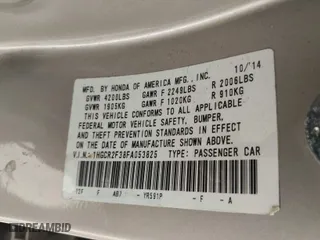 10/'14
MFD. BY HONDA OF AMERICA MFG., INC.
GVWR 4200LBS GAWR F 2248LBS R 2006LBS
GVWR 1905KG GAWR F 1020KG R 910KG
THIS VEHICLE CONFORMS TO ALL APPLICABLE
FEDERAL MOTOR VEHICLE SAFETY, BUMPER,
AND THEFT PREVENTION STANDARDS IN EFFECT
ON THE DATE OF MANUFACTURE SHOWN ABOVE.
V.I.N.: 1HGCR2F38FA053825 TYPE: PASSENGER CAR
F YR591P - F - A
DREAMBID